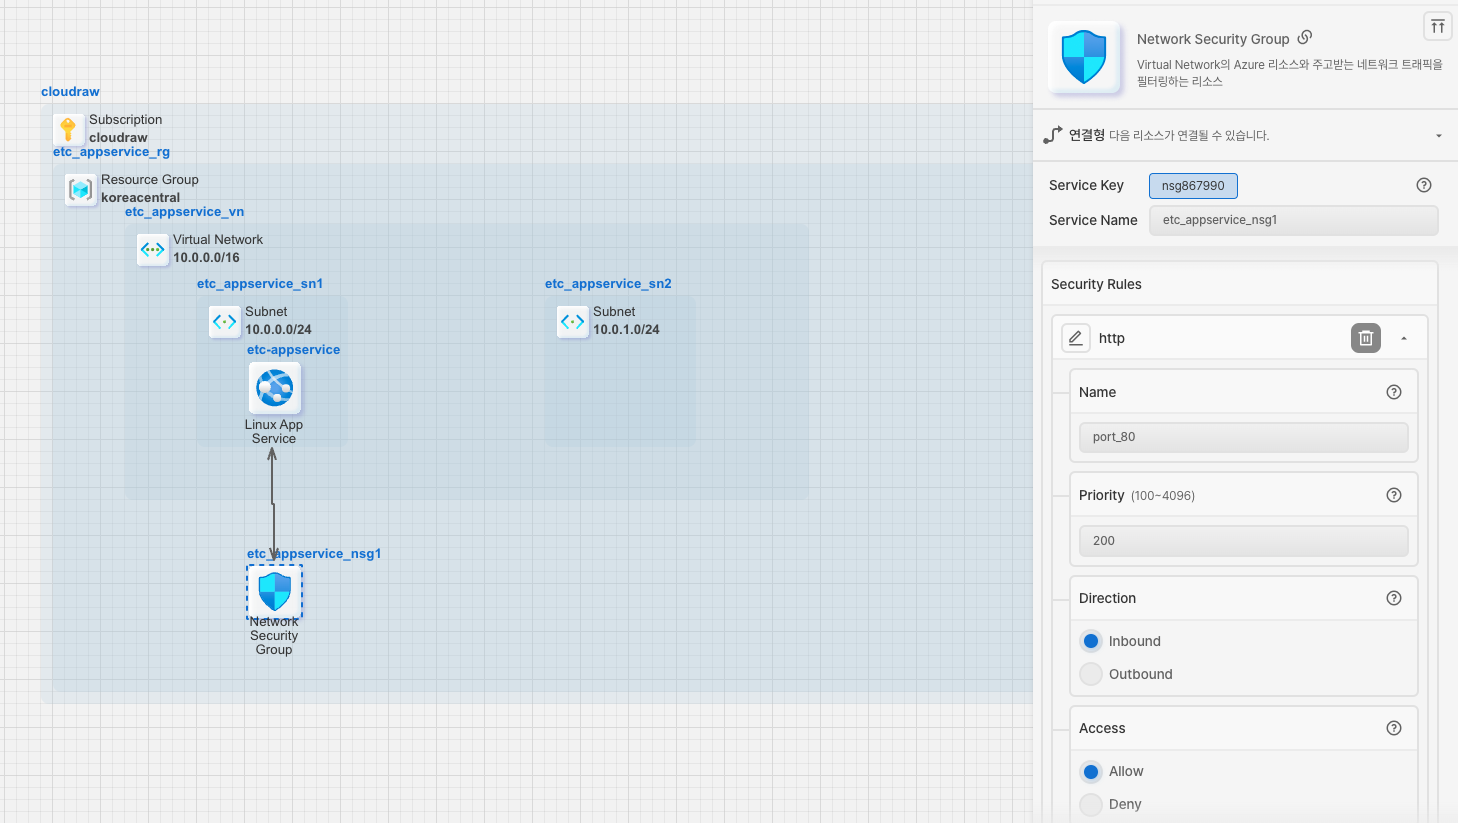 cloudraw
Subscription
cloudraw
etc_appservice_rg
Resource Group
koreacentral
etc_appservice_vn
Virtual Network
10.0.0.0/16
etc_appservice_sn1
Subnet
10.0.0.0/24
etc-appservice
Linux App
Service
etc_appservice_sn2
Subnet
10.0.1.0/24
etc_appservice_nsg1
Network
Security
Group
Network Security Group
Virtual Network의 Azure 리소스와 주고받는 네트워크 트래픽을
필터링하는 리소스
연결형 다음 리소스가 연결될 수 있습니다.
Service Key nsg867990
Service Name etc_appservice_nsg1
Security Rules
http
Name
port_80
Priority (100~4096)
200
Direction
Inbound
Outbound
Access
Allow
Deny